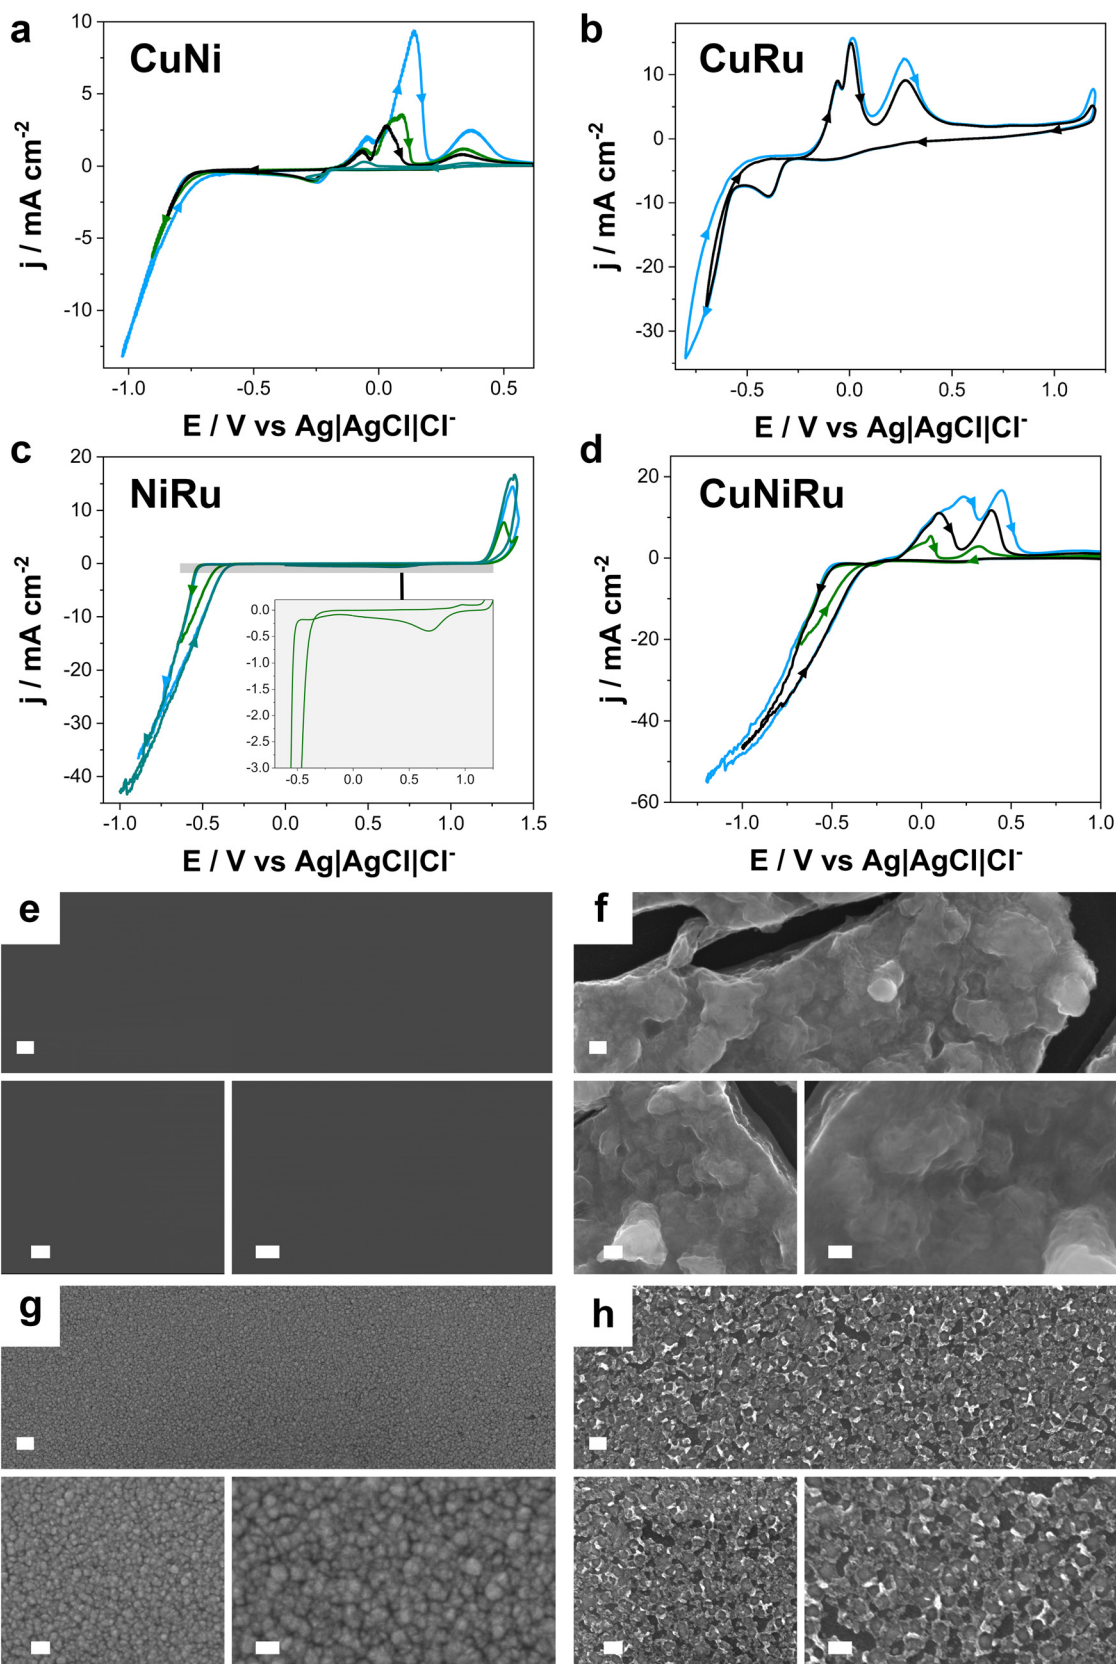 a
CuNi
10
5
0
-5
-10
-1.0
-0.5
0.0
0.5
j / mA cm-2
E / V vs Ag|AgCl|Cl-
b
CuRu
10
0
-10
-20
-30
-0.5
0.0
0.5
1.0
j / mA cm-2
E / V vs Ag|AgCl|Cl-
c
NiRu
20
10
0
-10
-20
-30
-40
-1.0
-0.5
0.0
0.5
1.0
1.5
0.0
-0.5
-1.0
-1.5
-2.0
-2.5
-3.0
-0.5
0.0
0.5
1.0
j / mA cm-2
E / V vs Ag|AgCl|Cl-
d
CuNiRu
20
0
-20
-40
-60
-1.0
-0.5
0.0
0.5
1.0
j / mA cm-2
E / V vs Ag|AgCl|Cl-
e
f
g
h